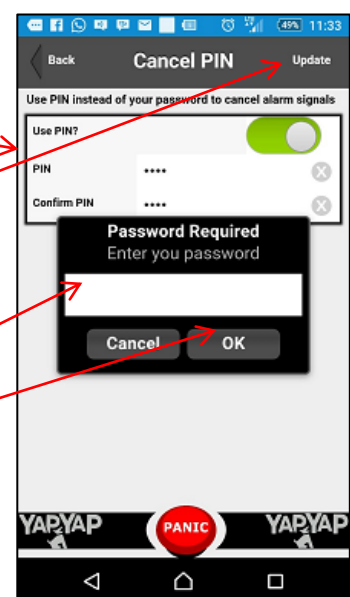 49% 11:33
Back Cancel PIN Update
Use PIN instead of your password to cancel alarm signals
Use PIN?
PIN ••••
Confirm PIN ••••
Password Required
Enter you password
Cancel OK
YAPYAP PANIC YAPYAP